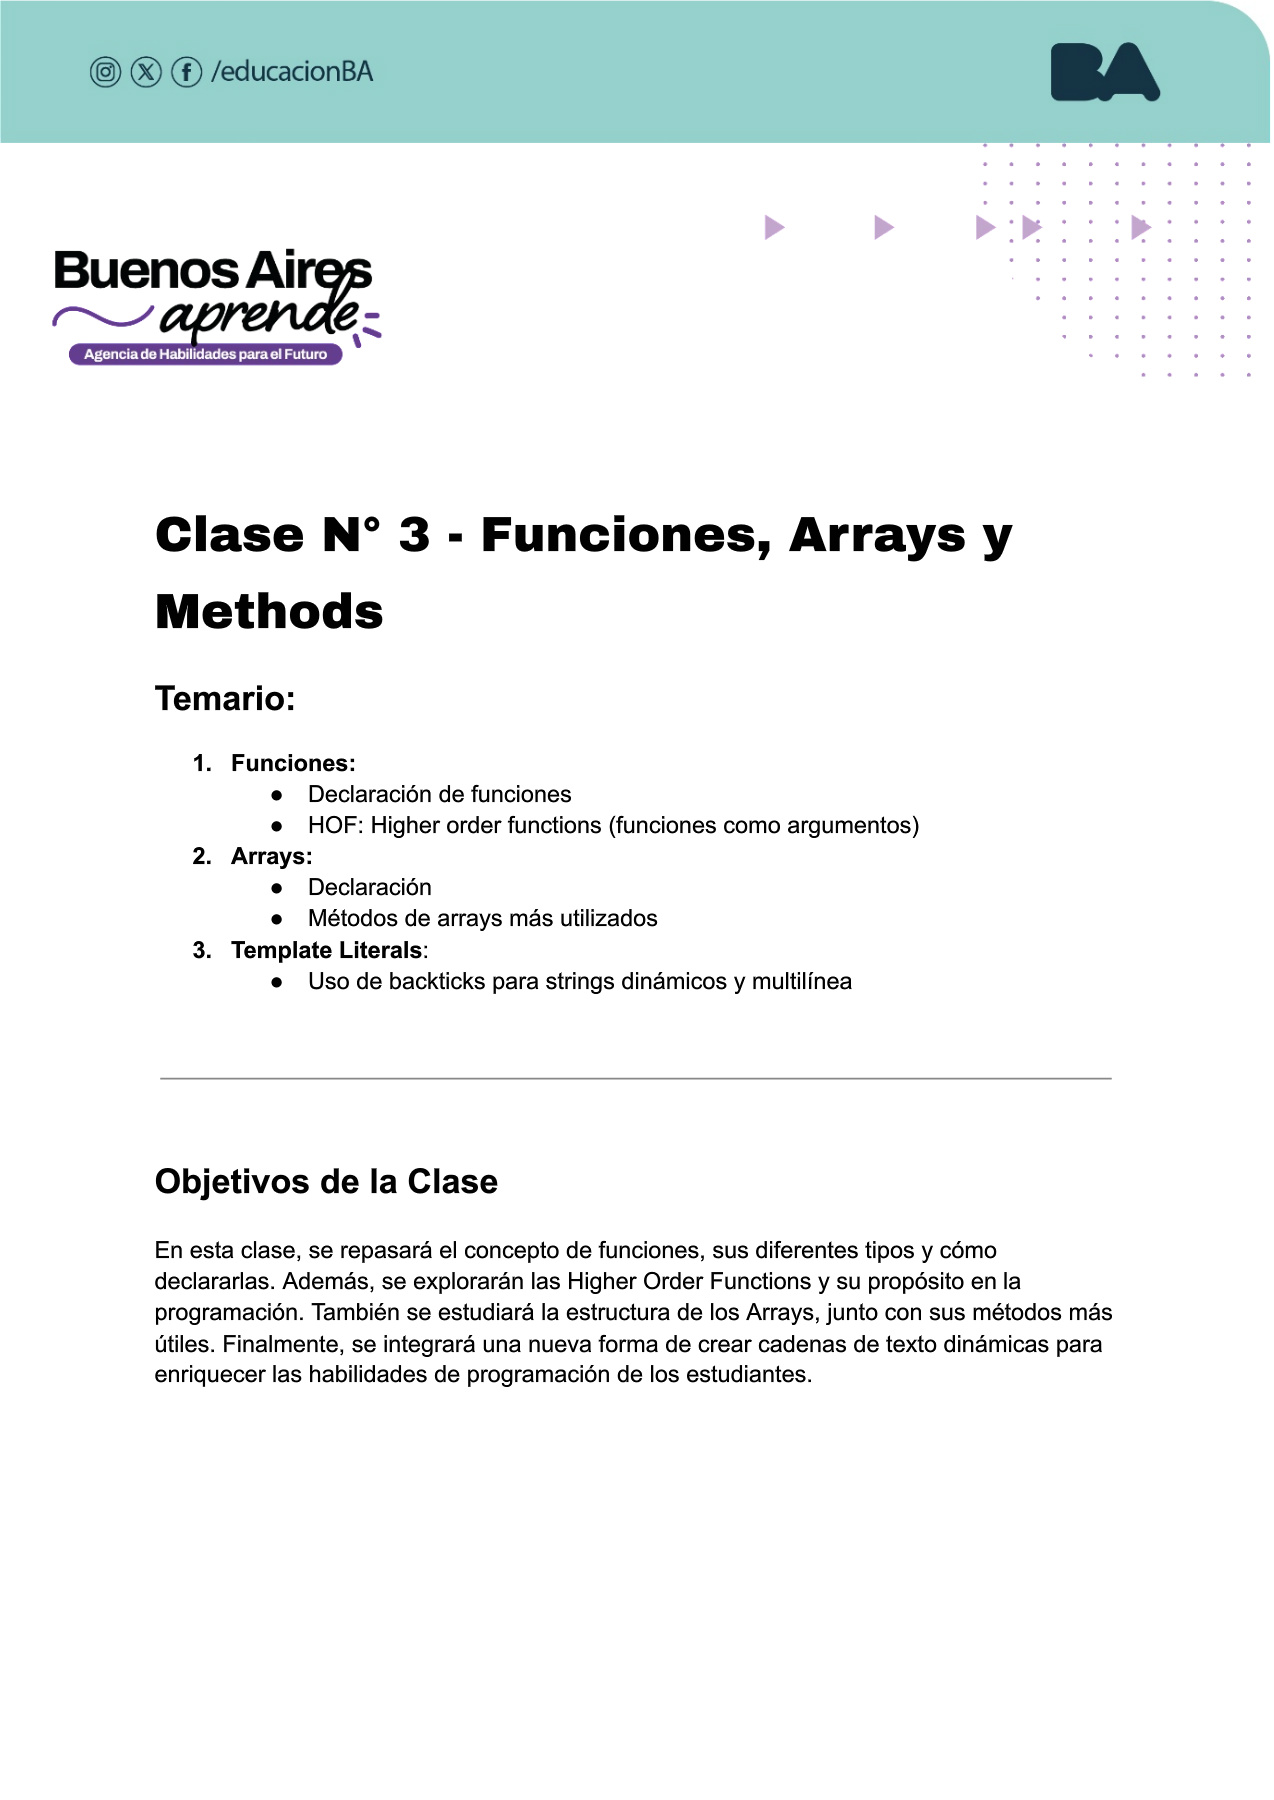 /educacionBA
BA
Buenos Aires
aprende
Agencia de Habilidades para el Futuro
Clase N° 3 - Funciones, Arrays y
Methods
Temario:
1. Funciones:
● Declaración de funciones
● HOF: Higher order functions (funciones como argumentos)
2. Arrays:
● Declaración
● Métodos de arrays más utilizados
3. Template Literals:
● Uso de backticks para strings dinámicos y multilínea
Objetivos de la Clase
En esta clase, se repasará el concepto de funciones, sus diferentes tipos y cómo
declararlas. Además, se explorarán las Higher Order Functions y su propósito en la
programación. También se estudiará la estructura de los Arrays, junto con sus métodos más
útiles. Finalmente, se integrará una nueva forma de crear cadenas de texto dinámicas para
enriquecer las habilidades de programación de los estudiantes.